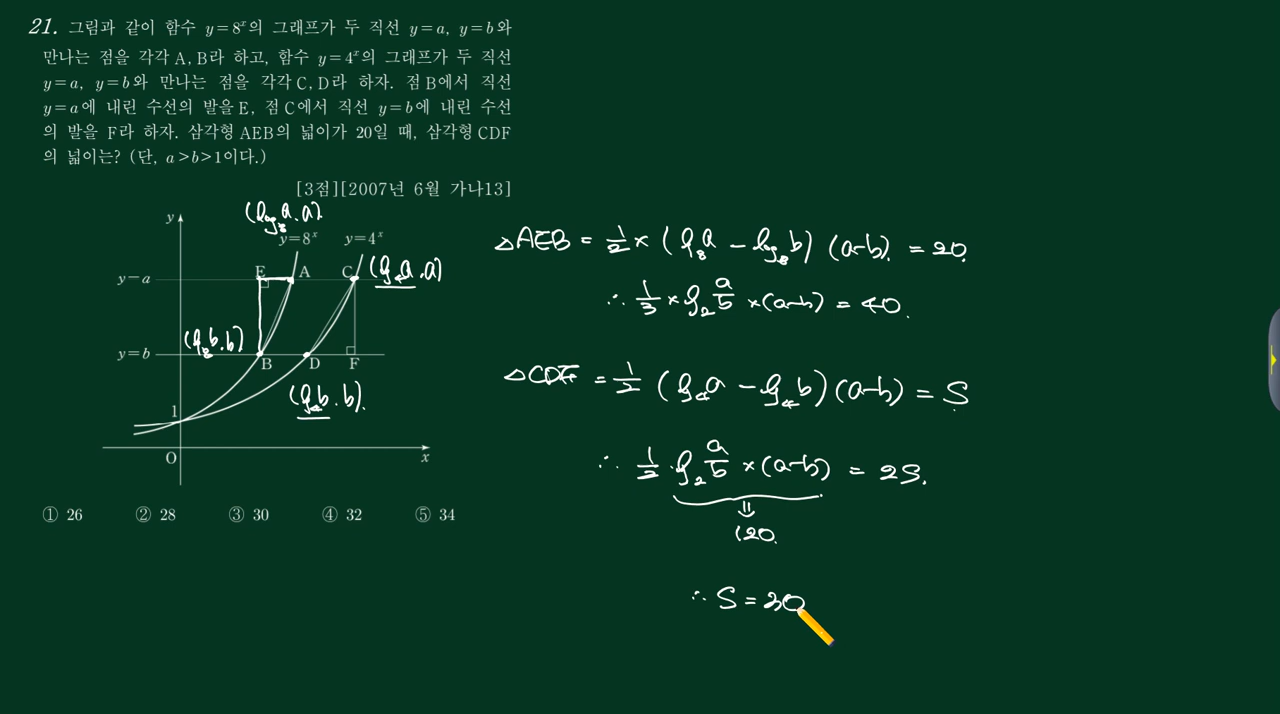 21. 그림과 같이 함수 y=8ˣ의 그래프가 두 직선 y=a, y=b와
만나는 점을 각각 A, B라 하고, 함수 y=4ˣ의 그래프가 두 직선
y=a, y=b와 만나는 점을 각각 C, D라 하자. 점 B에서 직선
y=a에 내린 수선의 발을 E, 점 C에서 직선 y=b에 내린 수선
의 발을 F라 하자. 삼각형 AEB의 넓이가 20일 때, 삼각형 CDF
의 넓이는? (단, a>b>1이다.)
[3점][2007년 6월 가나13]
(log₈a, a)
y
y=8ˣ
y=4ˣ
y=a
E
A
C
(log₄a, a)
(log₈b, b)
y=b
B
D
F
(log₄b, b)
1
O
x
① 26 ② 28 ③ 30 ④ 32 ⑤ 34
△AEB = 1/2 × (log₈a − log₈b)(a−b) = 20.
∴ 1/3 × log₂ a/b × (a−b) = 40.
△CDF = 1/2 (log₄a − log₄b)(a−b) = S
∴ 1/2 · log₂ a/b × (a−b) = 2S.
=
120.
∴ S = 30